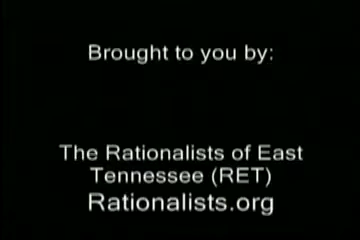 Brought to you by:
The Rationalists of East
Tennessee (RET)
Rationalists.org